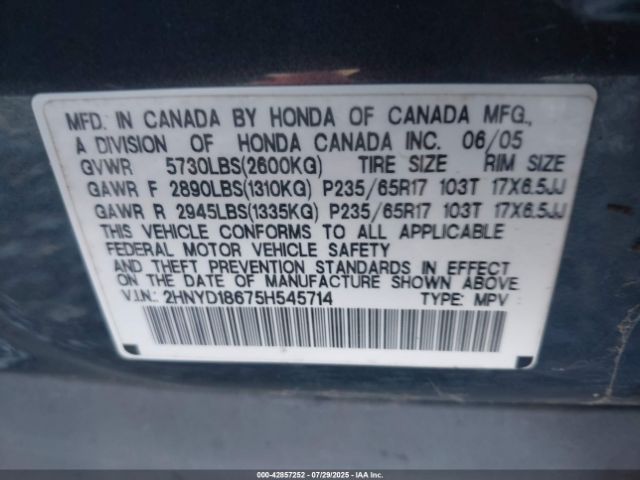 MFD. IN CANADA BY HONDA OF CANADA MFG.,
A DIVISION OF HONDA CANADA INC. 06/05
GVWR 5730LBS(2600KG) TIRE SIZE RIM SIZE
GAWR F 2890LBS(1310KG) P235/65R17 103T 17X6.5JJ
GAWR R 2945LBS(1335KG) P235/65R17 103T 17X6.5JJ
THIS VEHICLE CONFORMS TO ALL APPLICABLE
FEDERAL MOTOR VEHICLE SAFETY
AND THEFT PREVENTION STANDARDS IN EFFECT
ON THE DATE OF MANUFACTURE SHOWN ABOVE.
V.I.N.: 2HNYD18675H545714 TYPE: MPV
000-42857252 | 07/29/2025 | IAA Inc.